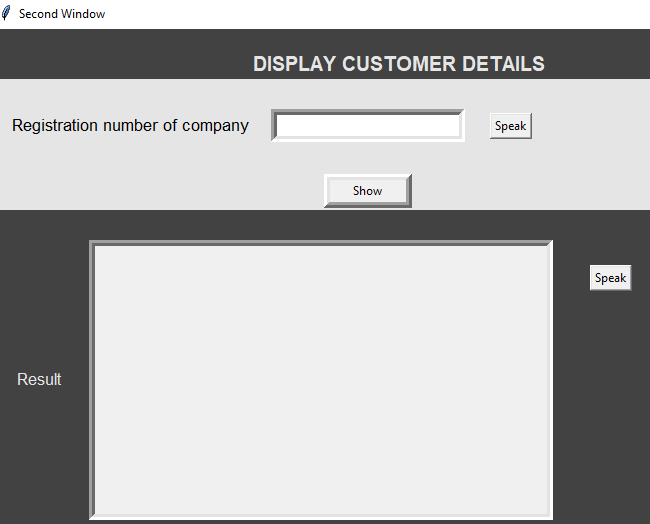 Second Window
DISPLAY CUSTOMER DETAILS
Registration number of company
Speak
Show
Speak
Result